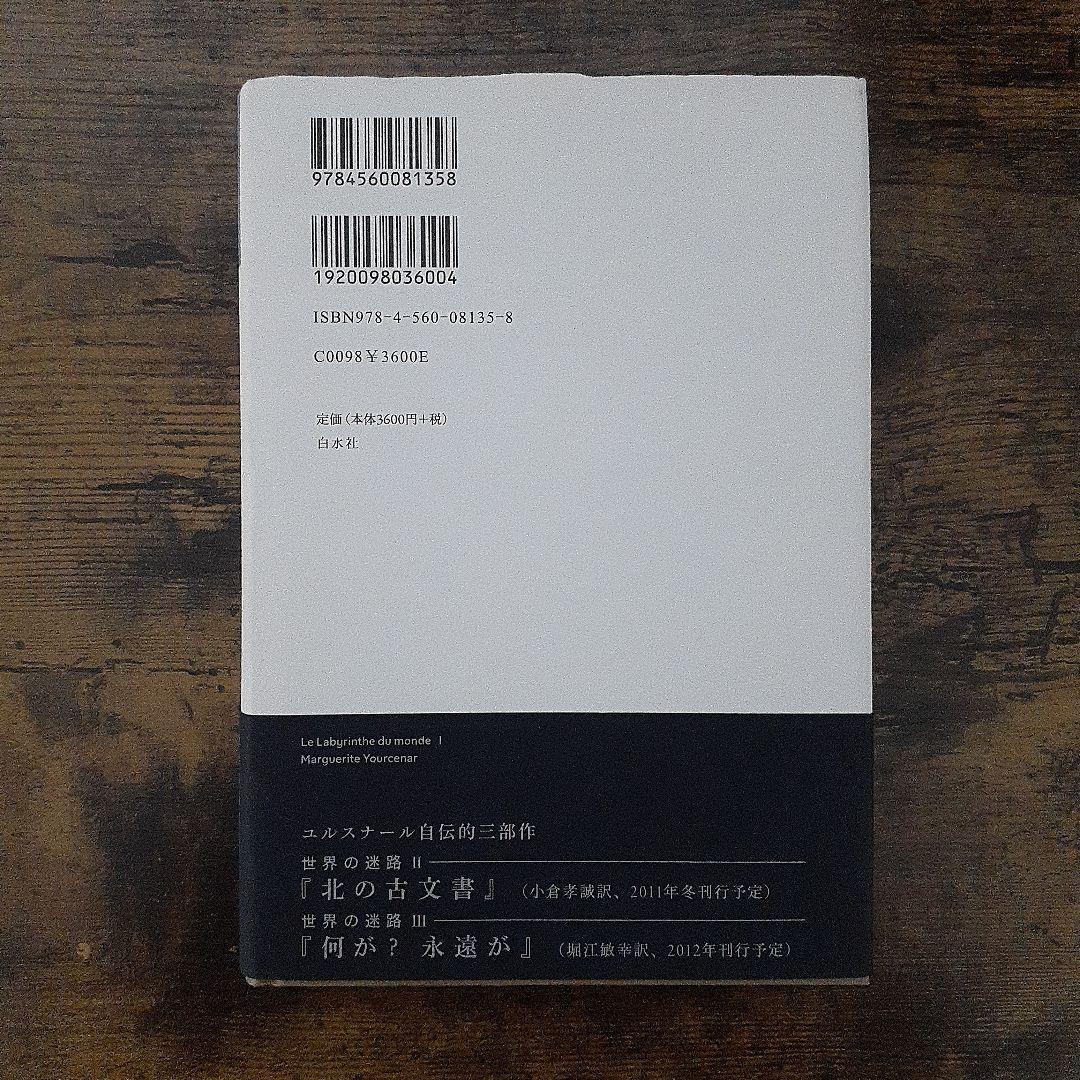 9784560081358
1920098036004
ISBN978-4-560-08135-8
C0098￥3600E
定価（本体3600円＋税）
白水社
Le Labyrinthe du monde I
Marguerite Yourcenar
ユルスナール自伝的三部作
世界の迷路 II
『北の古文書』（小倉孝誠訳、2011年冬刊行予定）
世界の迷路 III
『何が？ 永遠が』（堀江敏幸訳、2012年刊行予定）